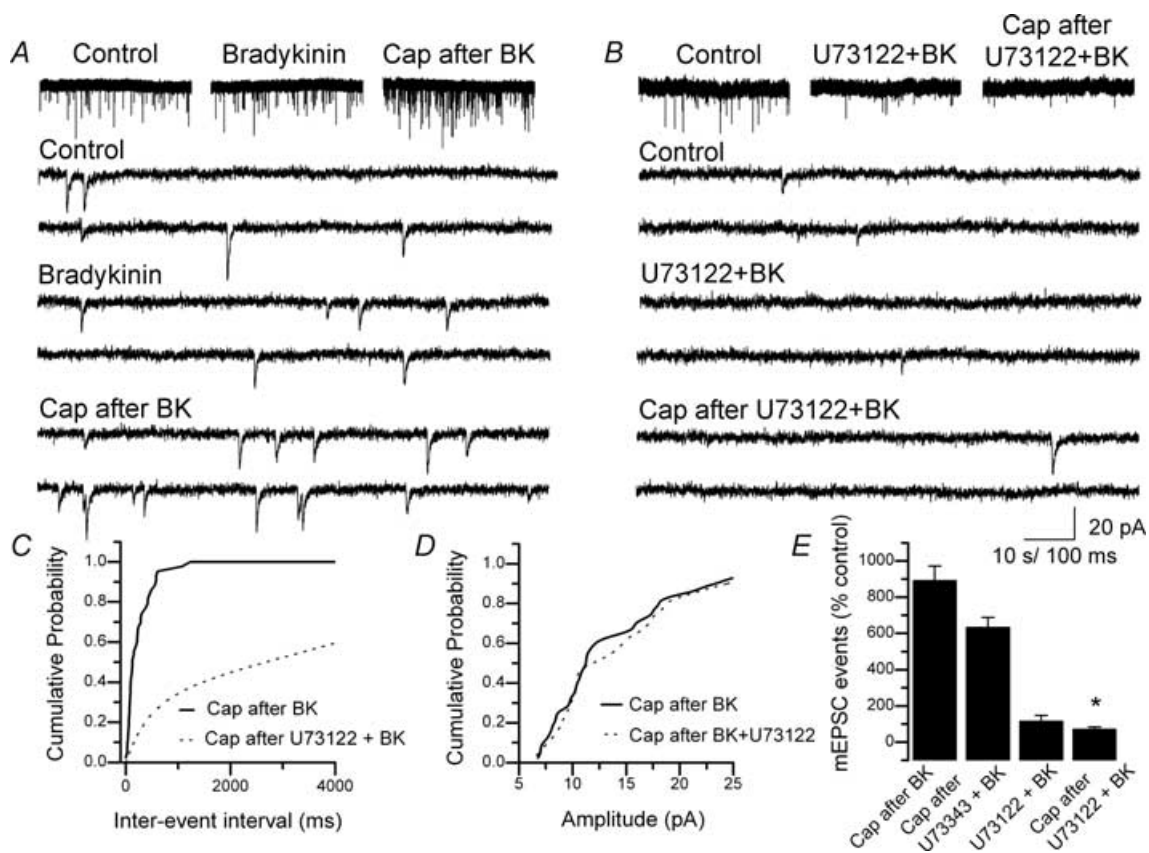 A
Control
Bradykinin
Cap after BK
Control
Bradykinin
Cap after BK
B
Control
U73122+BK
Cap after
U73122+BK
Control
U73122+BK
Cap after U73122+BK
20 pA
10 s/ 100 ms
C
Cumulative Probability
1.0
0.8
0.6
0.4
0.2
0.0
Cap after BK
Cap after U73122 + BK
0 2000 4000
Inter-event interval (ms)
D
Cumulative Probability
1.0
0.8
0.6
0.4
0.2
0.0
Cap after BK
Cap after BK+U73122
5 10 15 20 25
Amplitude (pA)
E
mEPSC events (% control)
1000
800
600
400
200
0
*
Cap after BK
Cap after
U73343 + BK
U73122 + BK
Cap after
U73122 + BK